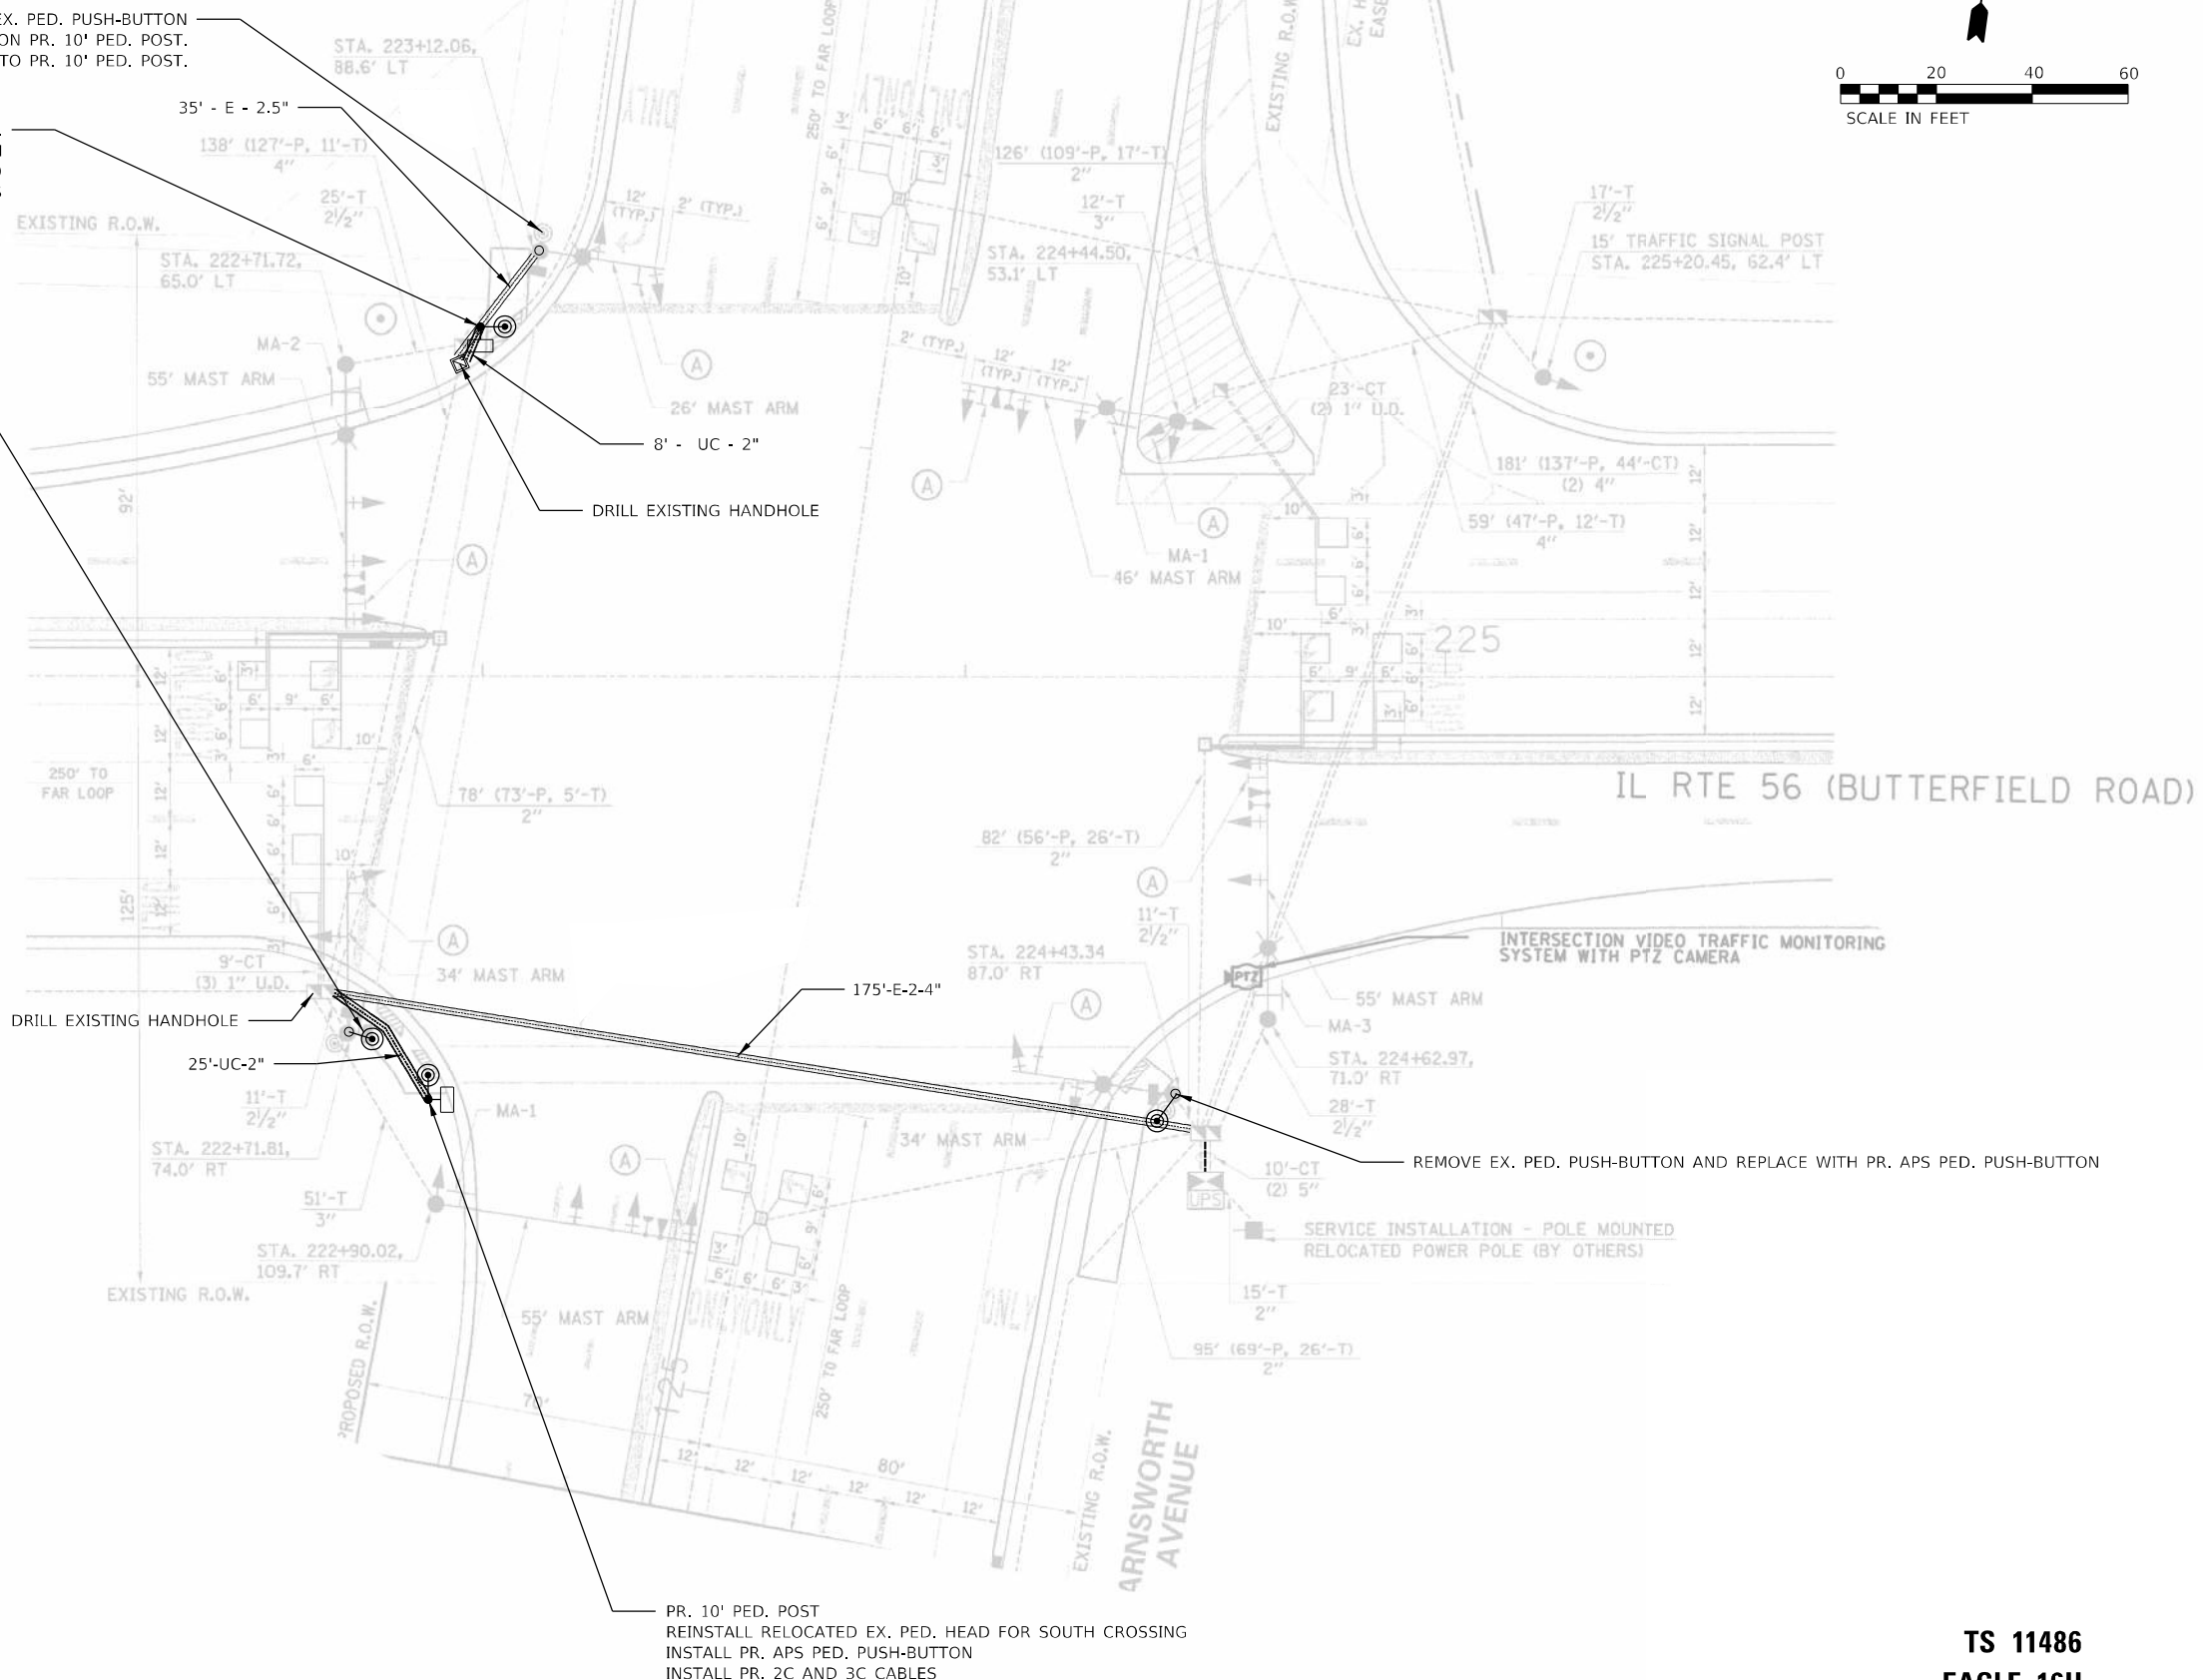 EX. PED. PUSH-BUTTON
ON PR. 10' PED. POST.
TO PR. 10' PED. POST.
STA. 223+12.06,
88.6' LT
35' - E - 2.5"
138' (127'-P, 11'-T)
4"
25'-T
2½"
EXISTING R.O.W.
STA. 222+71.72,
65.0' LT
MA-2
55' MAST ARM
12'
(TYP.)
2' (TYP.)
250' TO FAR LOOP
EXISTING R.O.W.
EX. H
EASE
0 20 40 60
SCALE IN FEET
126' (109'-P, 17'-T)
2"
12'-T
3"
STA. 224+44.50,
53.1' LT
17'-T
2½"
15' TRAFFIC SIGNAL POST
STA. 225+20.45, 62.4' LT
2' (TYP.)
12'
(TYP.)
12'
(TYP.)
A
26' MAST ARM
8' - UC - 2"
DRILL EXISTING HANDHOLE
A
23'-CT
(2) 1" U.D.
181' (137'-P, 44'-CT)
(2) 4"
59' (47'-P, 12'-T)
4"
A
MA-1
46' MAST ARM
92'
A
225
250' TO
FAR LOOP
78' (73'-P, 5'-T)
2"
IL RTE 56 (BUTTERFIELD ROAD)
82' (56'-P, 26'-T)
2"
A
125'
A
34' MAST ARM
11'-T
2½"
STA. 224+43.34
87.0' RT
INTERSECTION VIDEO TRAFFIC MONITORING
SYSTEM WITH PTZ CAMERA
PTZ
9'-CT
(3) 1" U.D.
175'-E-2-4"
A
55' MAST ARM
MA-3
DRILL EXISTING HANDHOLE
25'-UC-2"
STA. 224+62.97,
71.0' RT
11'-T
2½"
MA-1
28'-T
2½"
STA. 222+71.81,
74.0' RT
A
34' MAST ARM
REMOVE EX. PED. PUSH-BUTTON AND REPLACE WITH PR. APS PED. PUSH-BUTTON
10'-CT
(2) 5"
UPS
51'-T
3"
SERVICE INSTALLATION - POLE MOUNTED
RELOCATED POWER POLE (BY OTHERS)
STA. 222+90.02,
109.7' RT
EXISTING R.O.W.
15'-T
2"
55' MAST ARM
250' TO FAR LOOP
95' (69'-P, 26'-T)
2"
PROPOSED R.O.W.
125
70'
80'
12' 12' 12' 12' 12' 12'
EXISTING R.O.W.
ARNSWORTH
AVENUE
PR. 10' PED. POST
REINSTALL RELOCATED EX. PED. HEAD FOR SOUTH CROSSING
INSTALL PR. APS PED. PUSH-BUTTON
INSTALL PR. 2C AND 3C CABLES
TS 11486
EAGLE 16H